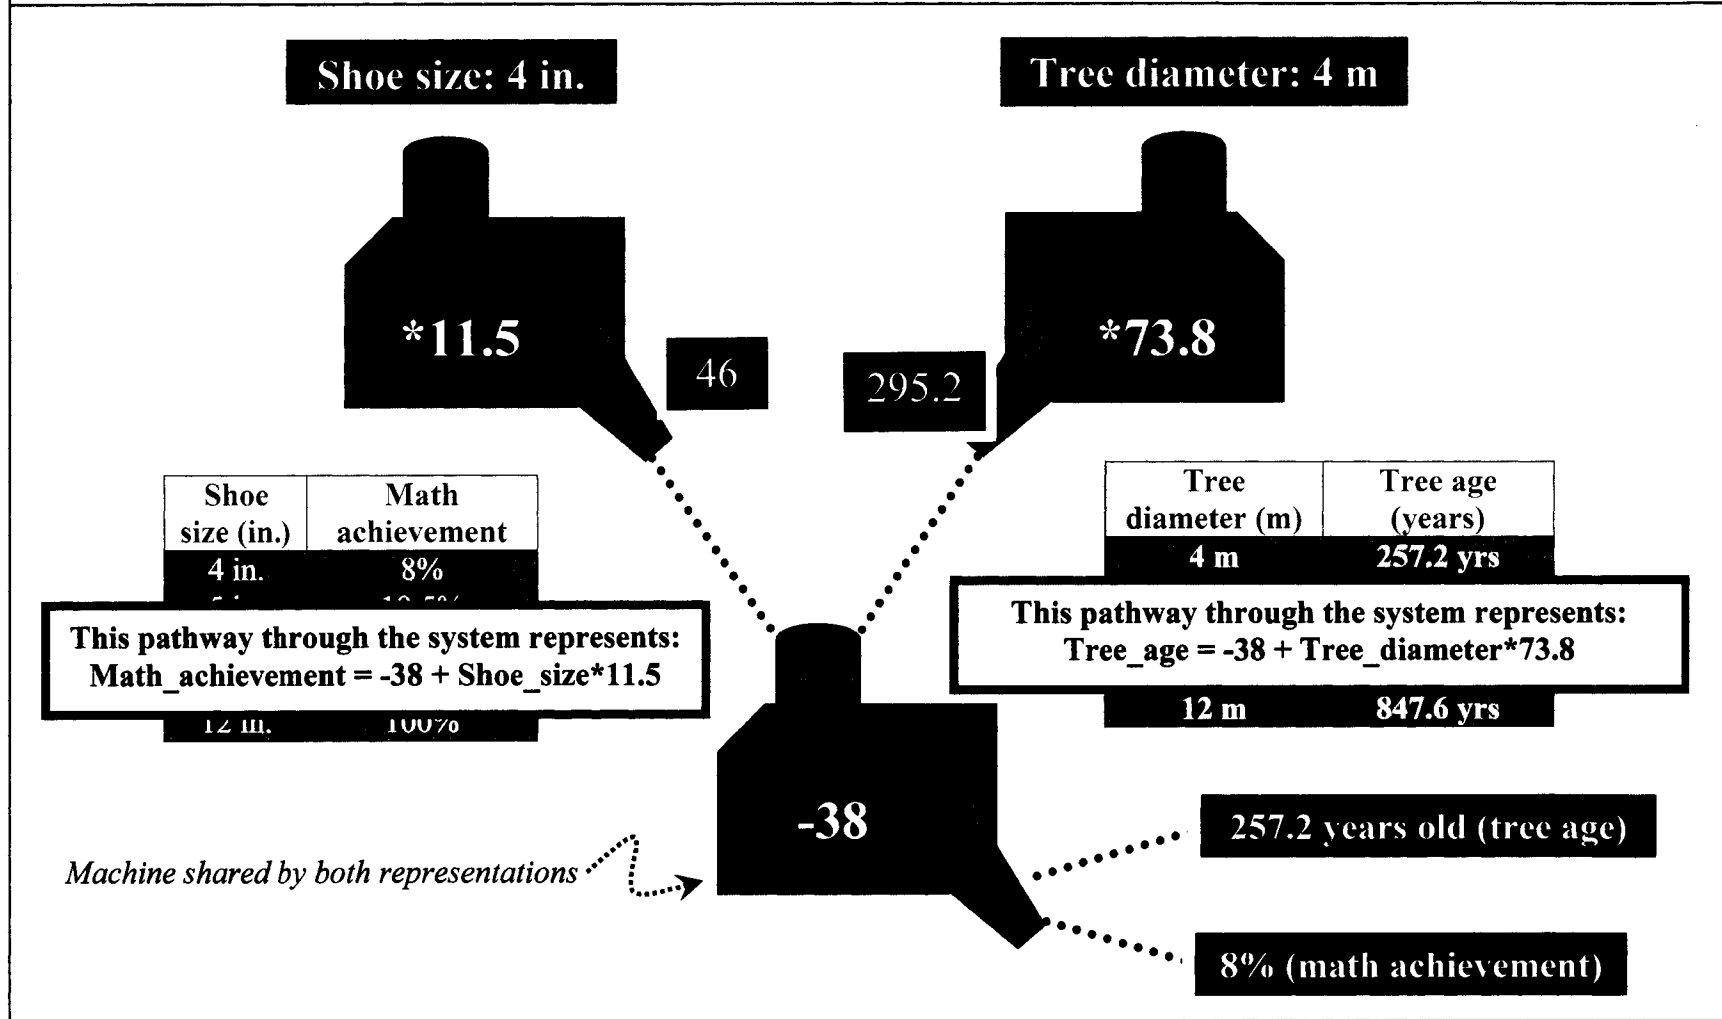 Shoe size: 4 in.
Tree diameter: 4 m
*11.5
*73.8
46
295.2
Shoe size (in.) Math achievement
4 in. 8%
This pathway through the system represents:
Math_achievement = -38 + Shoe_size*11.5
12 in. 100%
Tree diameter (m) Tree age (years)
4 m 257.2 yrs
This pathway through the system represents:
Tree_age = -38 + Tree_diameter*73.8
12 m 847.6 yrs
-38
Machine shared by both representations
257.2 years old (tree age)
8% (math achievement)